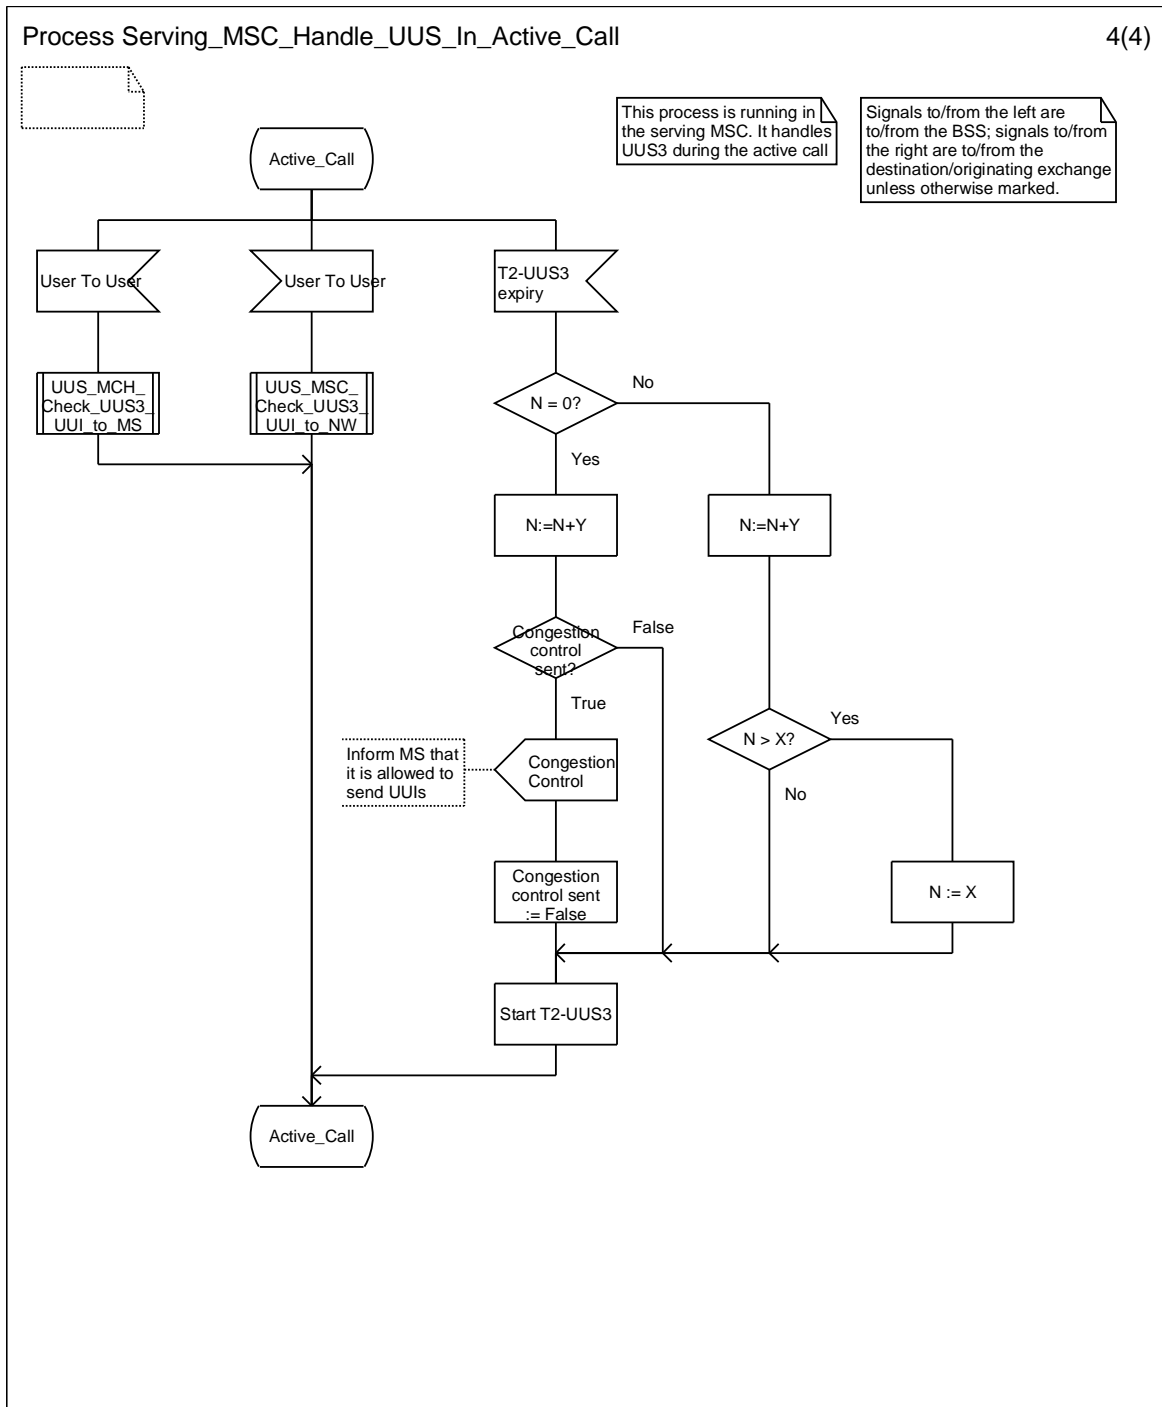 Process Serving_MSC_Handle_UUS_In_Active_Call
4(4)
This process is running in
the serving MSC. It handles
UUS3 during the active call
Signals to/from the left are
to/from the BSS; signals to/from
the right are to/from the
destination/originating exchange
unless otherwise marked.
Active_Call
User To User
User To User
T2-UUS3
expiry
UUS_MCH_
Check_UUS3_
UUI_to_MS
UUS_MSC_
Check_UUS3_
UUI_to_NW
N = 0?
No
Yes
N:=N+Y
N:=N+Y
Congestion
control
sent?
False
True
N > X?
Yes
No
Inform MS that
it is allowed to
send UUIs
Congestion
Control
Congestion
control sent
:= False
N := X
Start T2-UUS3
Active_Call